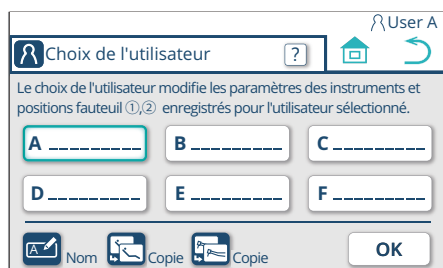 User A
Choix de l'utilisateur ?
Le choix de l'utilisateur modifie les paramètres des instruments et
positions fauteuil ①,② enregistrés pour l'utilisateur sélectionné.
A _________ B _________ C _________
D _________ E _________ F _________
A Nom Copie Copie OK